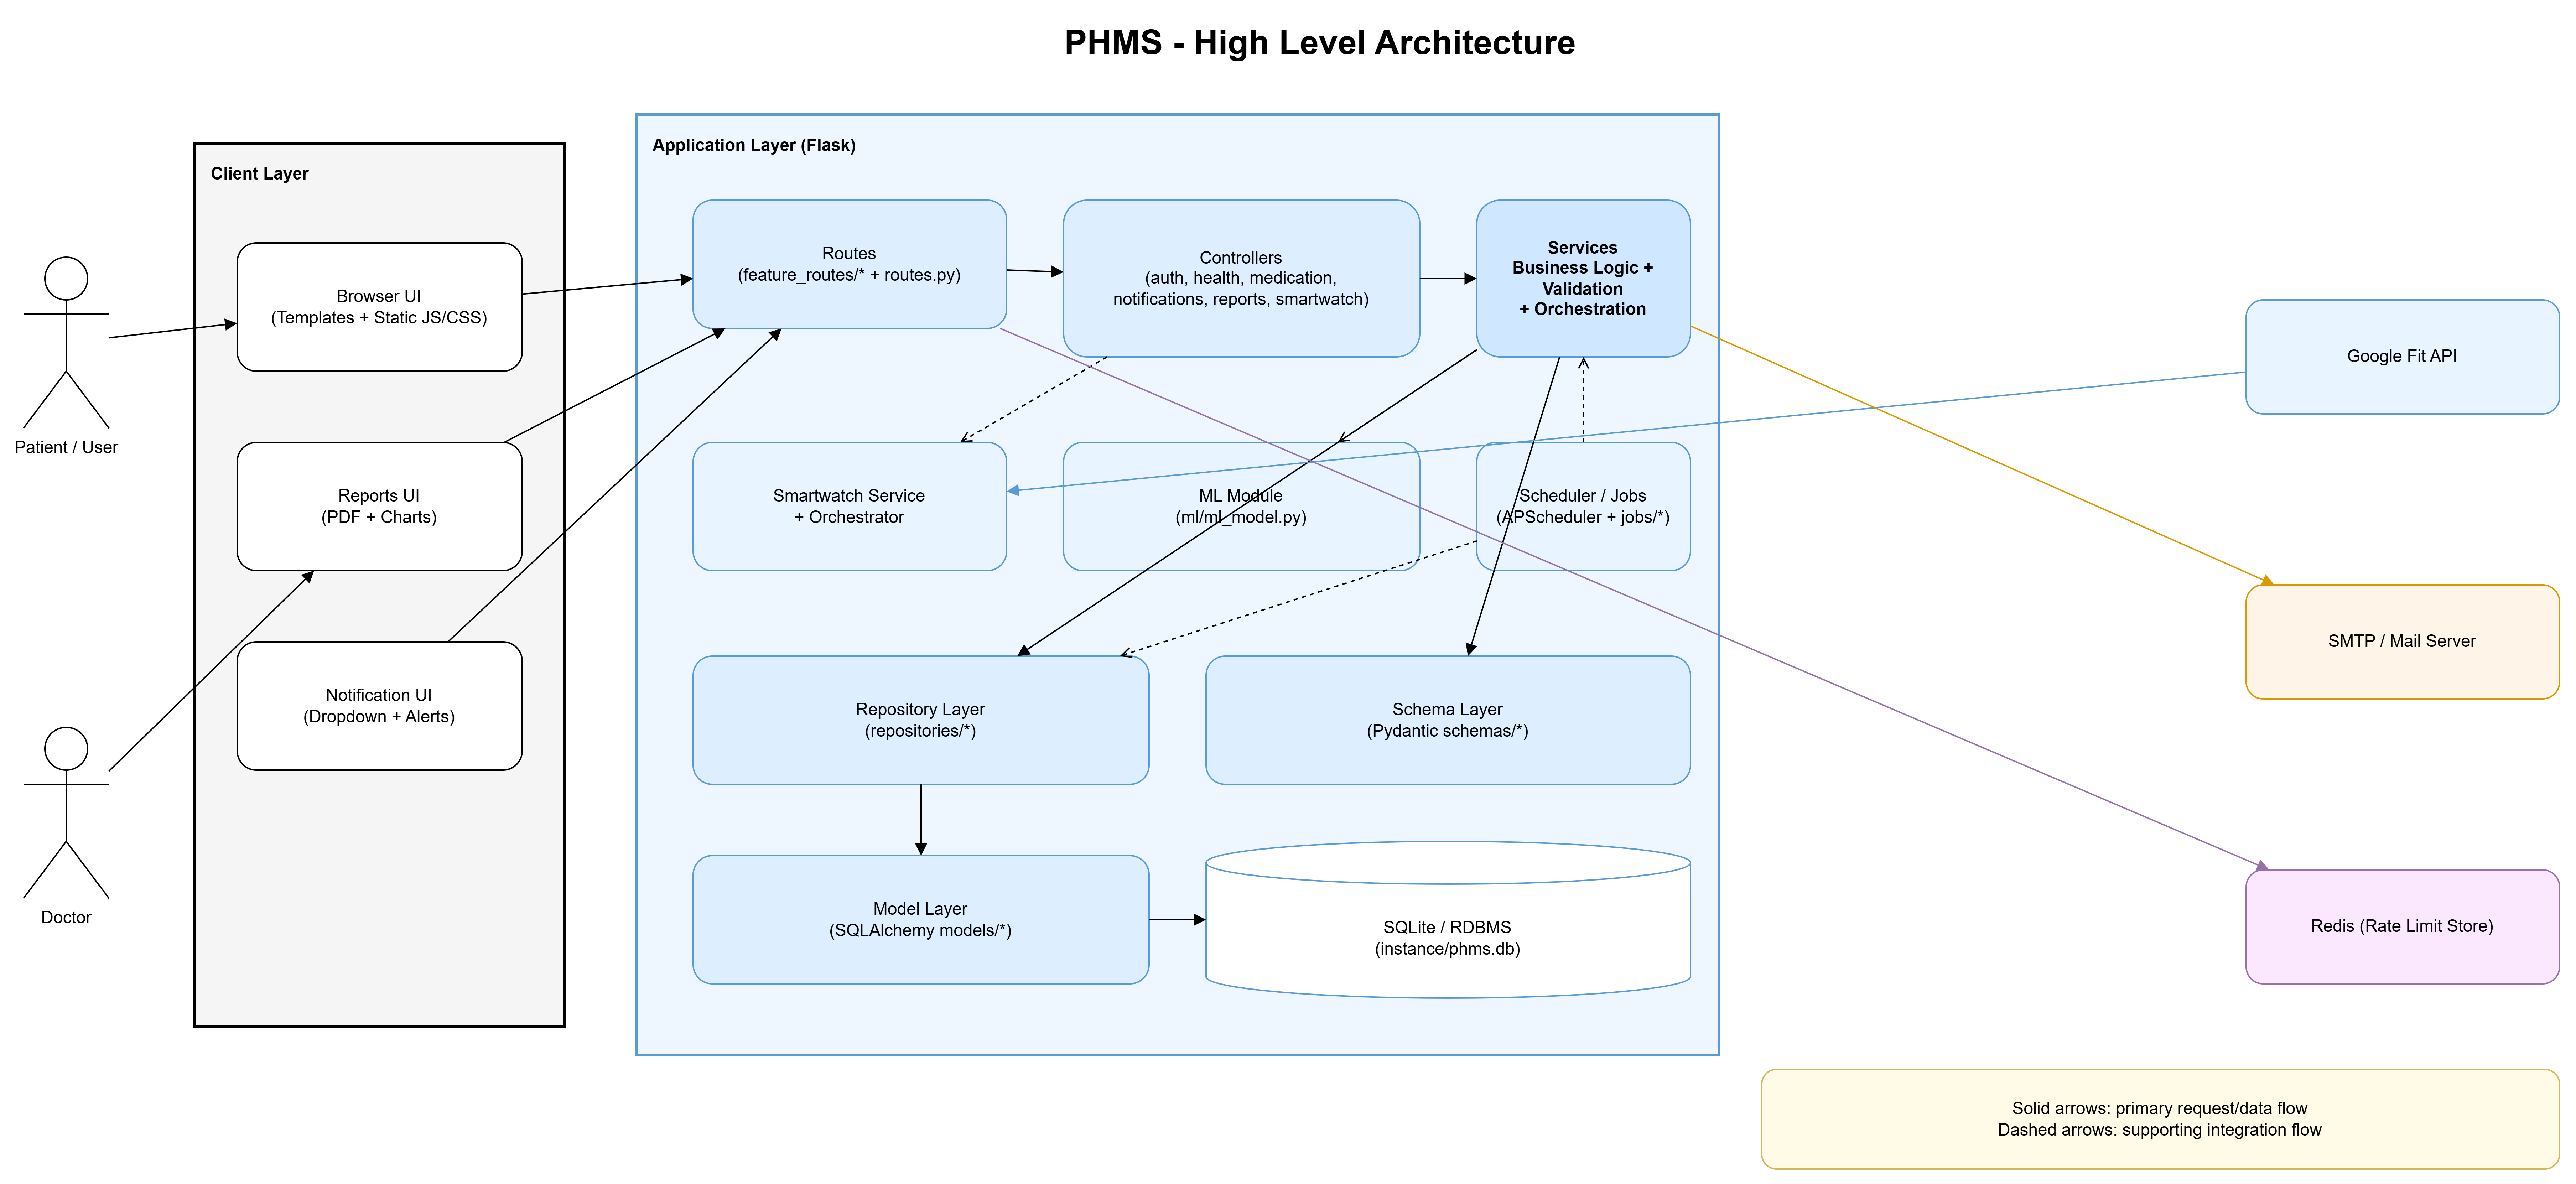 PHMS - High Level Architecture
Application Layer (Flask)
Client Layer
Routes
(feature_routes/* + routes.py)
Controllers
(auth, health, medication,
notifications, reports, smartwatch)
Services
Business Logic +
Validation
+ Orchestration
Browser UI
(Templates + Static JS/CSS)
Google Fit API
Patient / User
Reports UI
(PDF + Charts)
Smartwatch Service
+ Orchestrator
ML Module
(ml/ml_model.py)
Scheduler / Jobs
(APScheduler + jobs/*)
SMTP / Mail Server
Notification UI
(Dropdown + Alerts)
Repository Layer
(repositories/*)
Schema Layer
(Pydantic schemas/*)
Doctor
Model Layer
(SQLAlchemy models/*)
SQLite / RDBMS
(instance/phms.db)
Redis (Rate Limit Store)
Solid arrows: primary request/data flow
Dashed arrows: supporting integration flow